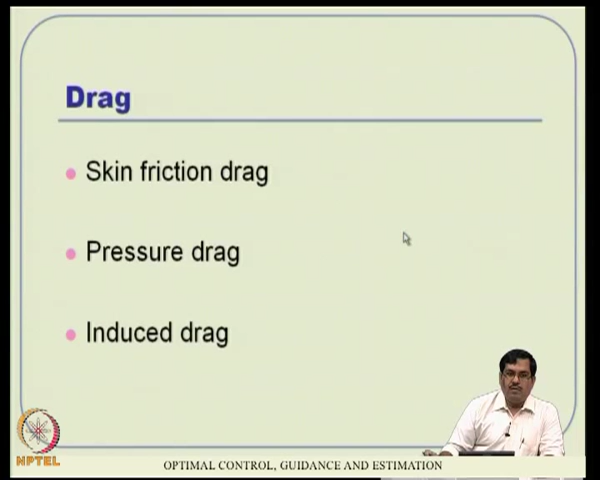 Drag
Skin friction drag
Pressure drag
Induced drag
NPTEL
OPTIMAL CONTROL, GUIDANCE AND ESTIMATION